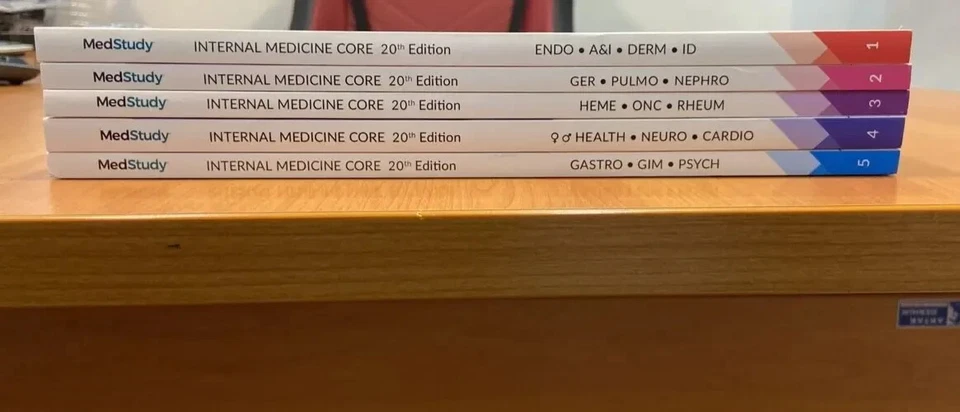 MedStudy INTERNAL MEDICINE CORE 20th Edition ENDO • A&I • DERM • ID 1
MedStudy INTERNAL MEDICINE CORE 20th Edition GER • PULMO • NEPHRO 2
MedStudy INTERNAL MEDICINE CORE 20th Edition HEME • ONC • RHEUM 3
MedStudy INTERNAL MEDICINE CORE 20th Edition ♀♂ HEALTH • NEURO • CARDIO 4
MedStudy INTERNAL MEDICINE CORE 20th Edition GASTRO • GIM • PSYCH 5